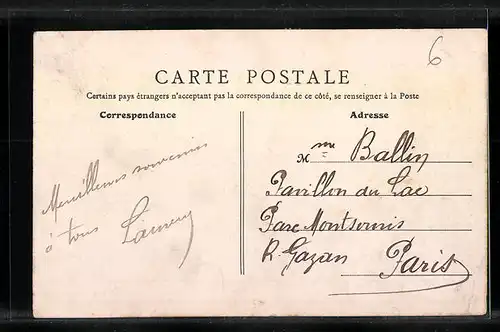 6
CARTE POSTALE
Certains pays étrangers n'acceptant pas la correspondance de ce côté, se renseigner à la Poste
Correspondance
Meilleurs souvenirs
à tous
Adresse
Mme Ballin
Pavillon du Lac
Parc Montsouris
R. Gazan Paris